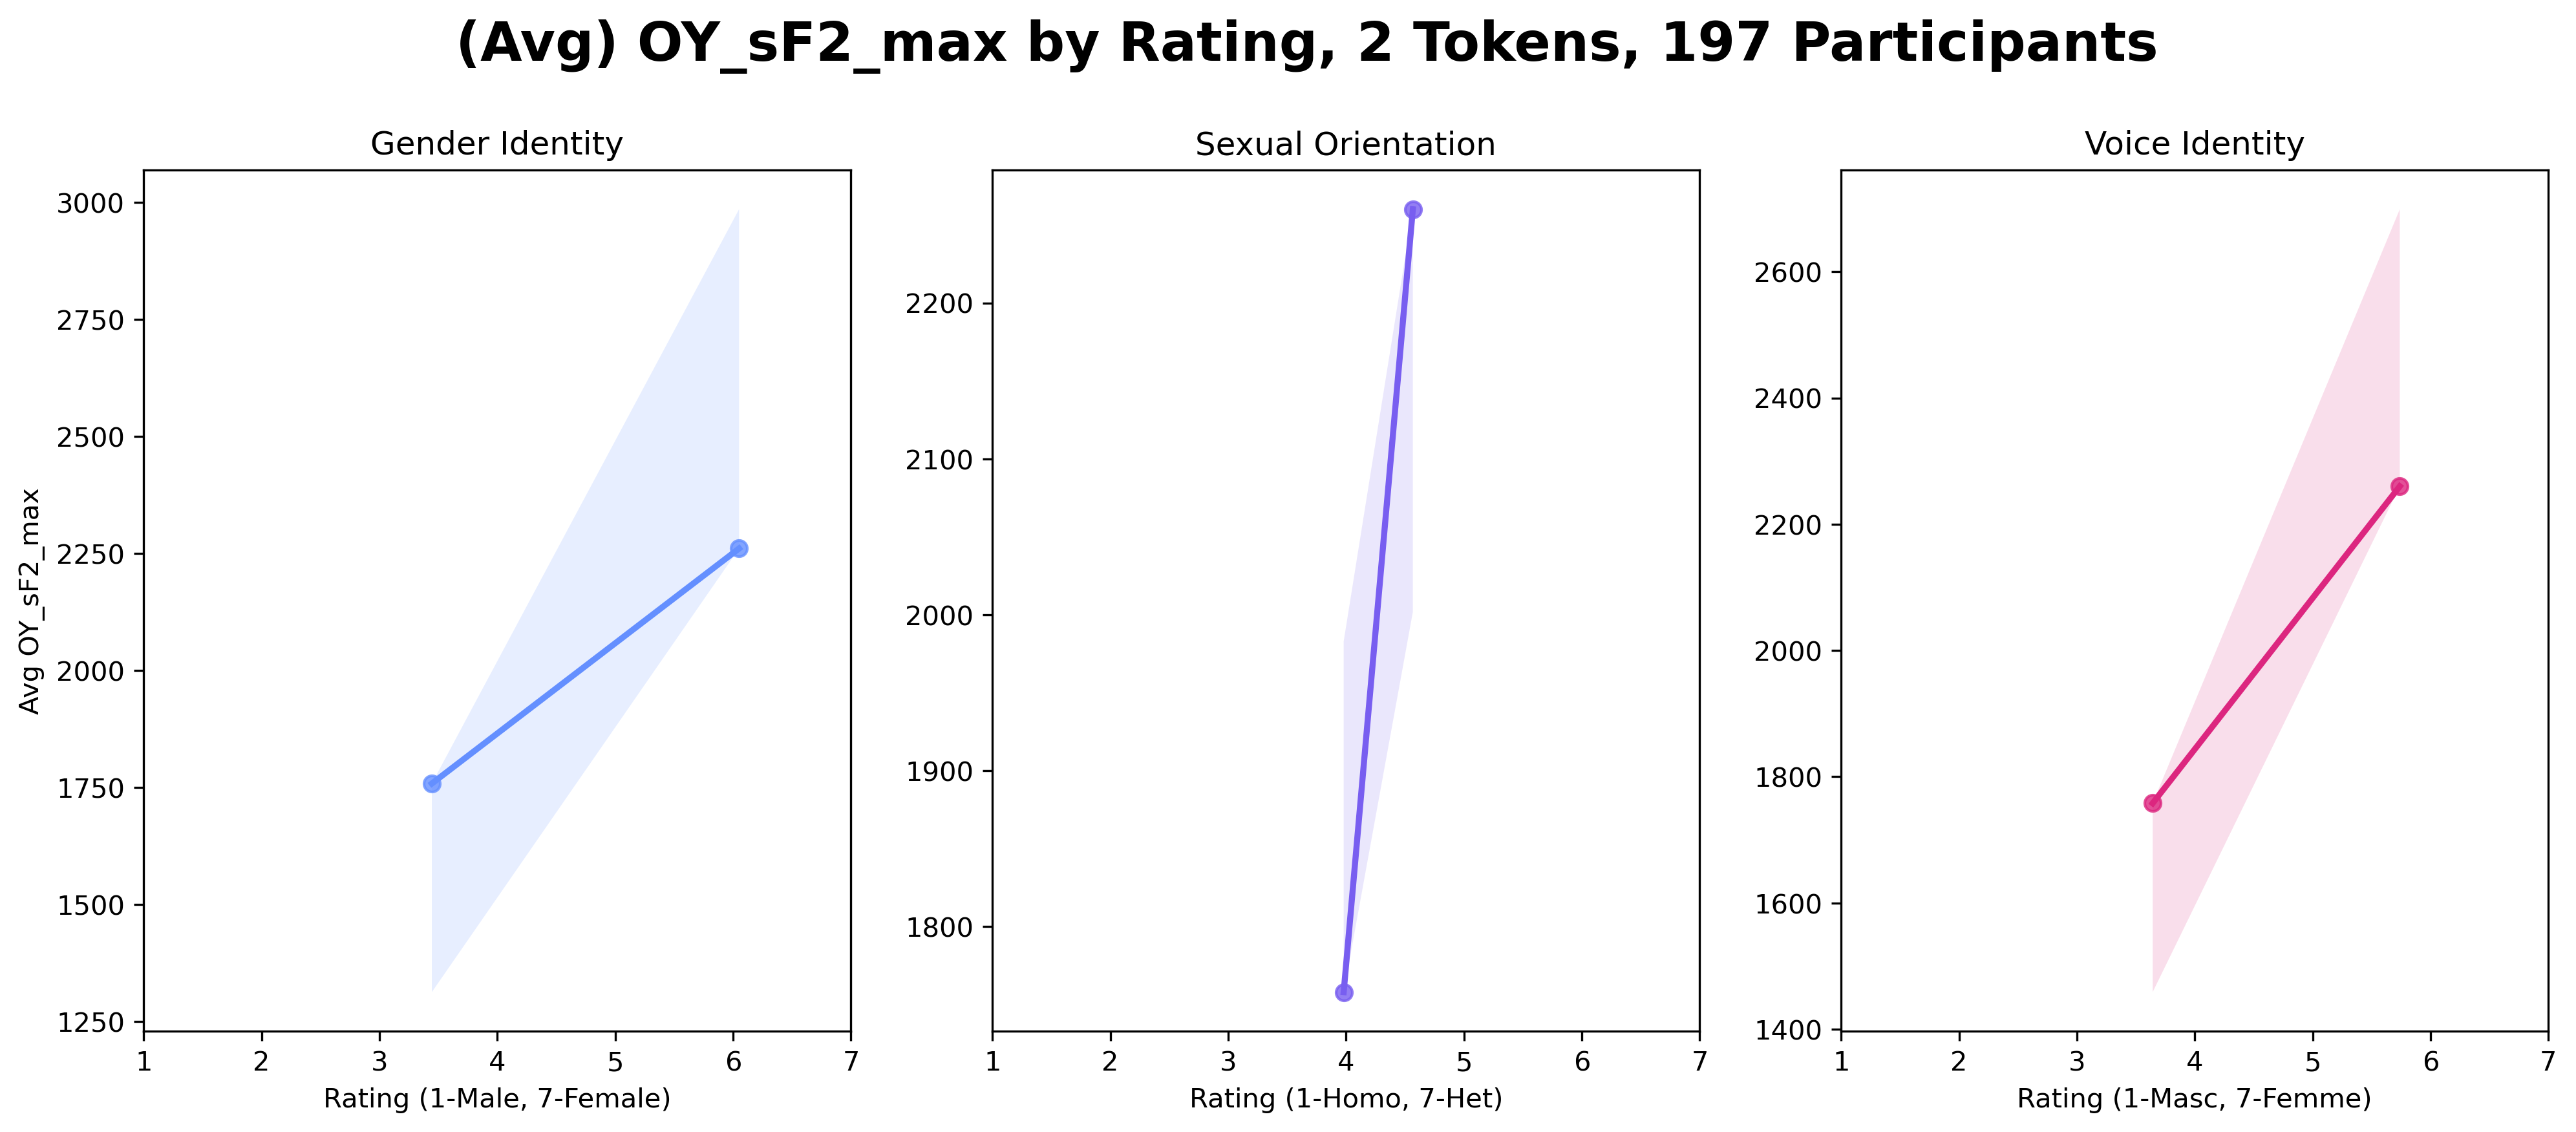 (Avg) OY_sF2_max by Rating, 2 Tokens, 197 Participants
Gender Identity
Avg OY_sF2_max
3000
2750
2500
2250
2000
1750
1500
1250
1 2 3 4 5 6 7
Rating (1-Male, 7-Female)
Sexual Orientation
2200
2100
2000
1900
1800
1 2 3 4 5 6 7
Rating (1-Homo, 7-Het)
Voice Identity
2600
2400
2200
2000
1800
1600
1400
1 2 3 4 5 6 7
Rating (1-Masc, 7-Femme)